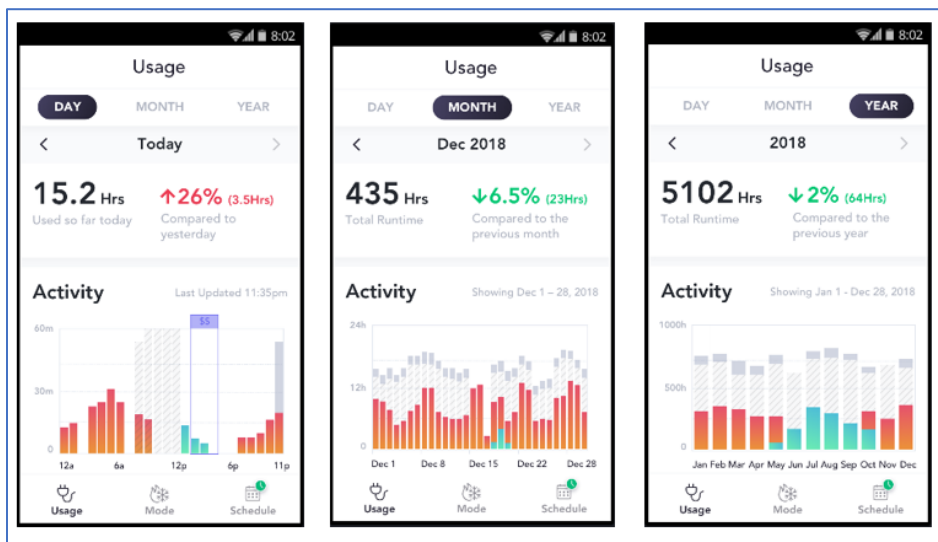 8:02
Usage
DAY MONTH YEAR
< Today >
15.2 Hrs ↑26% (3.5Hrs)
Used so far today Compared to
yesterday
Activity Last Updated 11:35pm
60m
$$
30m
0
12a 6a 12p 6p 11p
Usage Mode Schedule
8:02
Usage
DAY MONTH YEAR
< Dec 2018 >
435 Hrs ↓6.5% (23Hrs)
Total Runtime Compared to the
previous month
Activity Showing Dec 1 – 28, 2018
24h
12h
0
Dec 1 Dec 8 Dec 15 Dec 22 Dec 28
Usage Mode Schedule
8:02
Usage
DAY MONTH YEAR
< 2018 >
5102 Hrs ↓2% (64Hrs)
Total Runtime Compared to the
previous year
Activity Showing Jan 1 - Dec 28, 2018
1000h
500h
0
Jan Feb Mar Apr May Jun Jul Aug Sep Oct Nov Dec
Usage Mode Schedule